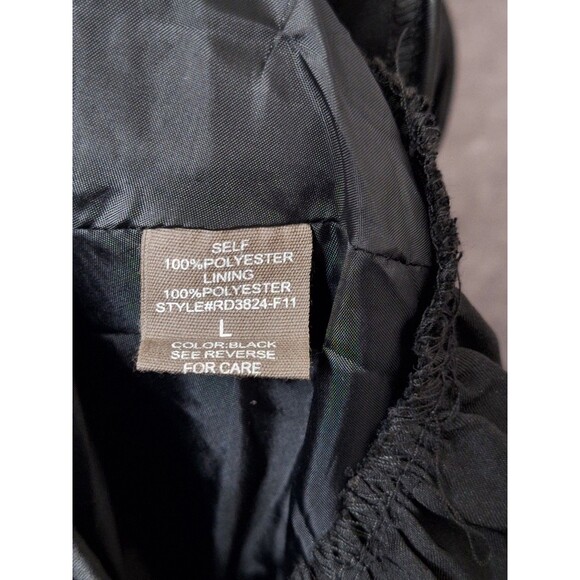 SELF
100%POLYESTER
LINING
100%POLYESTER
STYLE#RD3824-F11
L
COLOR:BLACK
SEE REVERSE
FOR CARE